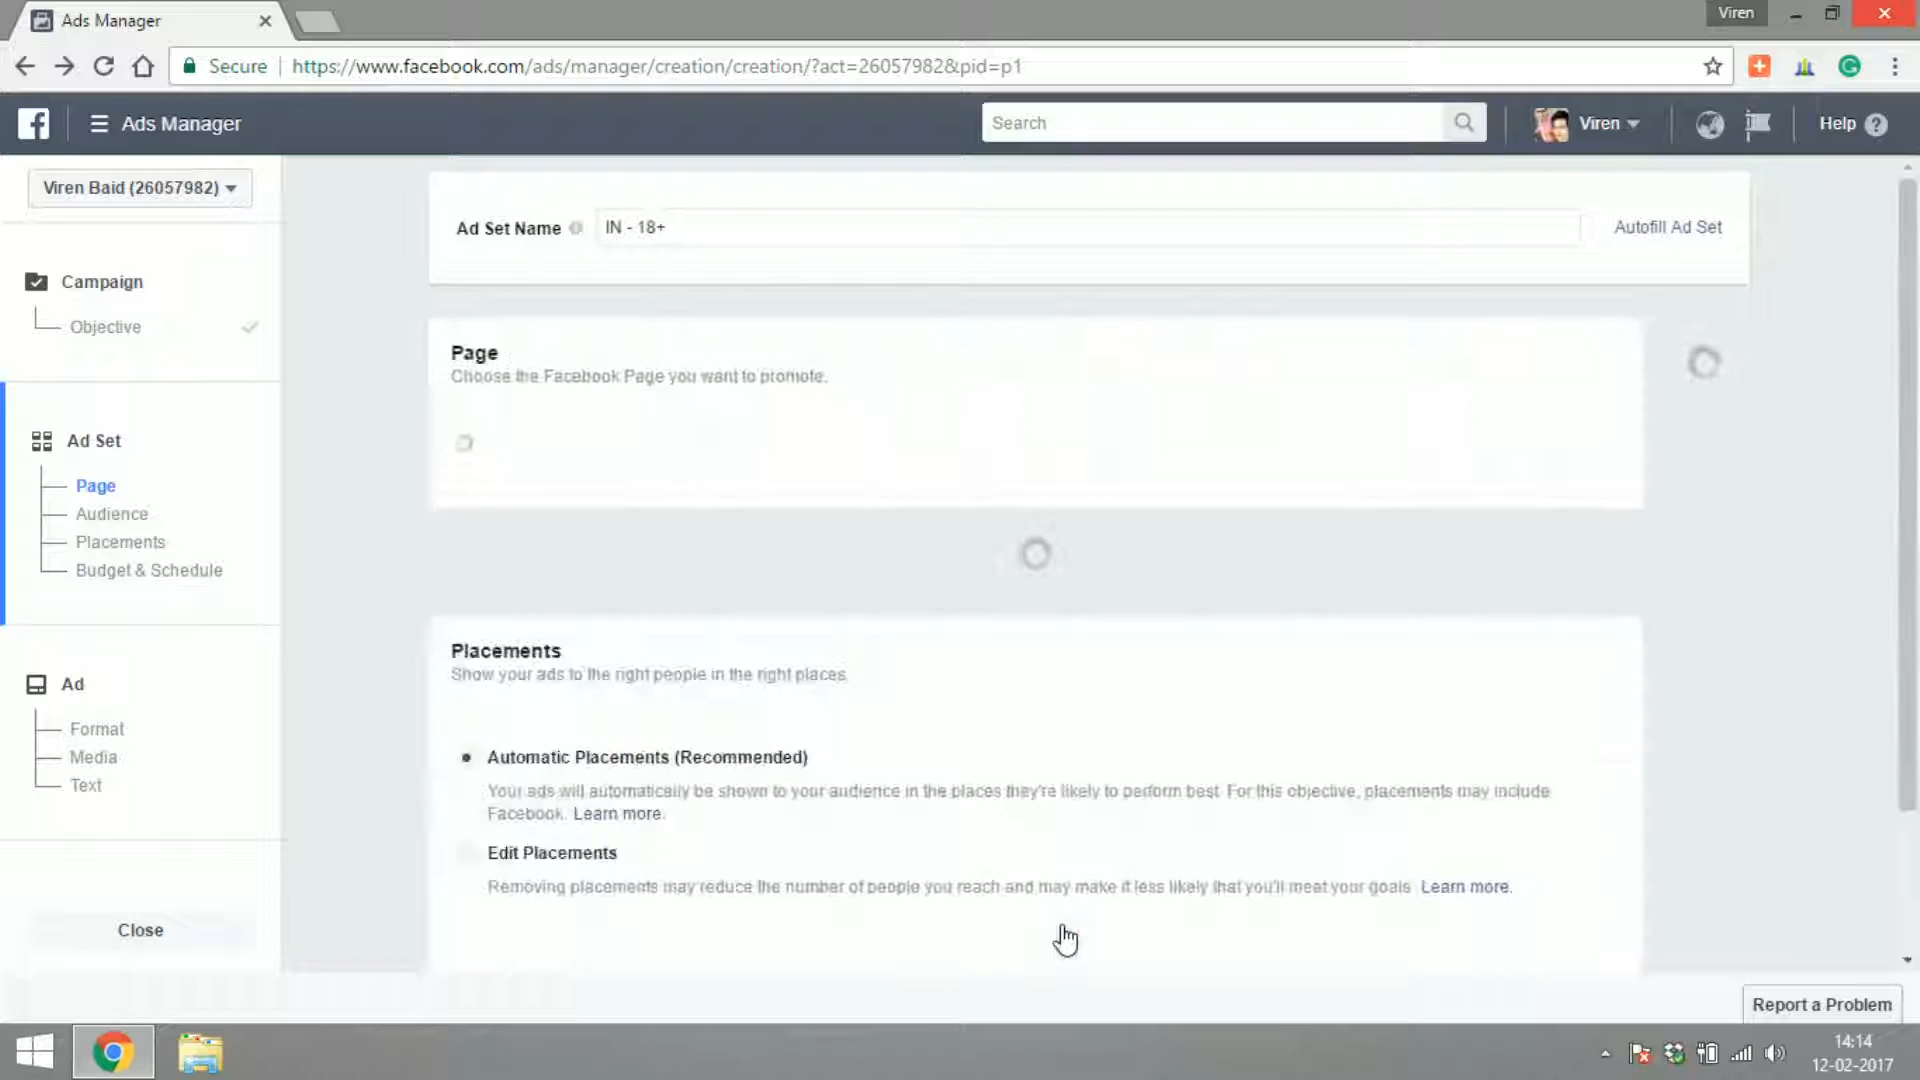 Ads Manager
Viren
Secure
https://www.facebook.com/ads/manager/creation/creation/?act=26057982&pid=p1
Ads Manager
Search
Viren
Help
Viren Baid (26057982)
Campaign
Objective
Ad Set
Page
Audience
Placements
Budget & Schedule
Ad
Format
Media
Text
Close
Ad Set Name
IN - 18+
Autofill Ad Set
Page
Choose the Facebook Page you want to promote.
Placements
Show your ads to the right people in the right places.
Automatic Placements (Recommended)
Your ads will automatically be shown to your audience in the places they're likely to perform best. For this objective, placements may include
Facebook. Learn more.
Edit Placements
Removing placements may reduce the number of people you reach and may make it less likely that you'll meet your goals. Learn more.
Report a Problem
14:14
12-02-2017